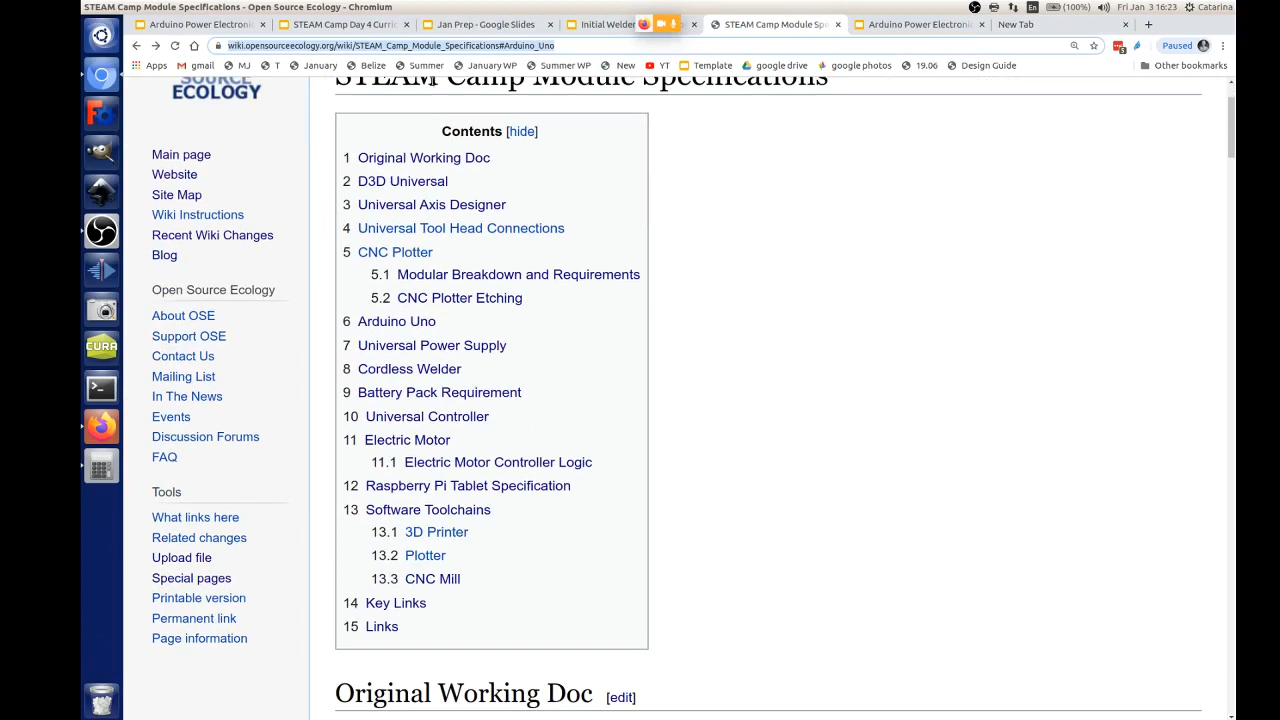 STEAM Camp Module Specifications - Open Source Ecology - Chromium
(100%) Fri Jan 3 16:23 Catarina
Arduino Power Electroni
STEAM Camp Day 4 Curric
Jan Prep - Google Slides
Initial Welder
STEAM Camp Module Spe
Arduino Power Electroni
New Tab
wiki.opensourceecology.org/wiki/STEAM_Camp_Module_Specifications#Arduino_Uno
Paused
Apps gmail MJ T January Belize Summer January WP Summer WP New YT Template google drive google photos 19.06 Design Guide Other bookmarks
SOURCE
ECOLOGY
Main page
Website
Site Map
Wiki Instructions
Recent Wiki Changes
Blog
Open Source Ecology
About OSE
Support OSE
Contact Us
Mailing List
In The News
Events
Discussion Forums
FAQ
Tools
What links here
Related changes
Upload file
Special pages
Printable version
Permanent link
Page information
CURA
STEAM Camp Module Specifications
Contents [hide]
1 Original Working Doc
2 D3D Universal
3 Universal Axis Designer
4 Universal Tool Head Connections
5 CNC Plotter
5.1 Modular Breakdown and Requirements
5.2 CNC Plotter Etching
6 Arduino Uno
7 Universal Power Supply
8 Cordless Welder
9 Battery Pack Requirement
10 Universal Controller
11 Electric Motor
11.1 Electric Motor Controller Logic
12 Raspberry Pi Tablet Specification
13 Software Toolchains
13.1 3D Printer
13.2 Plotter
13.3 CNC Mill
14 Key Links
15 Links
Original Working Doc [edit]